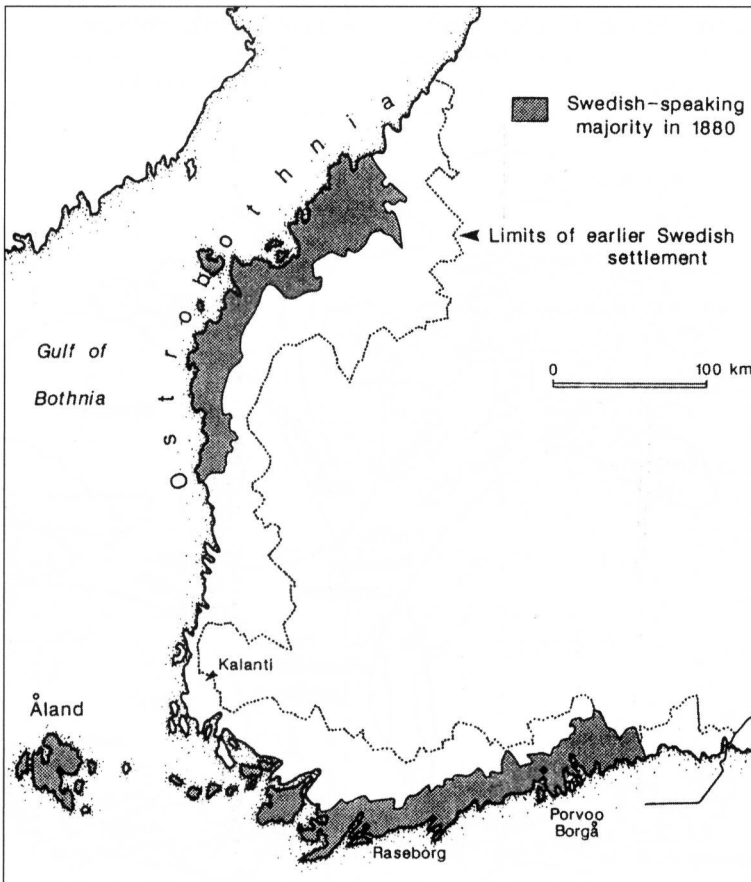 Swedish-speaking
majority in 1880
Limits of earlier Swedish
settlement
Ostrobothnia
Gulf of
Bothnia
0 100 km
Kalanti
Åland
Porvoo
Borgå
Raseborg